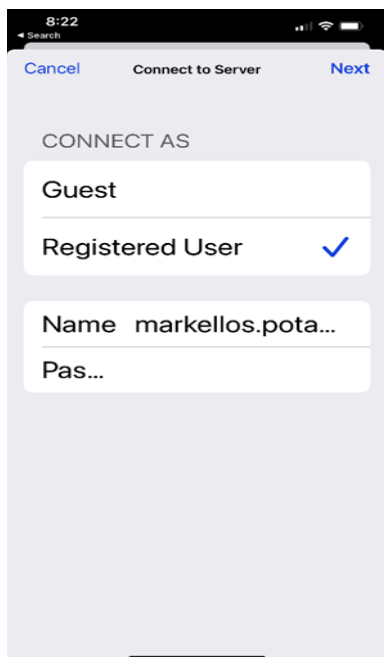 8:22
◀ Search
Cancel Connect to Server Next
CONNECT AS
Guest
Registered User
Name markellos.pota...
Pas...